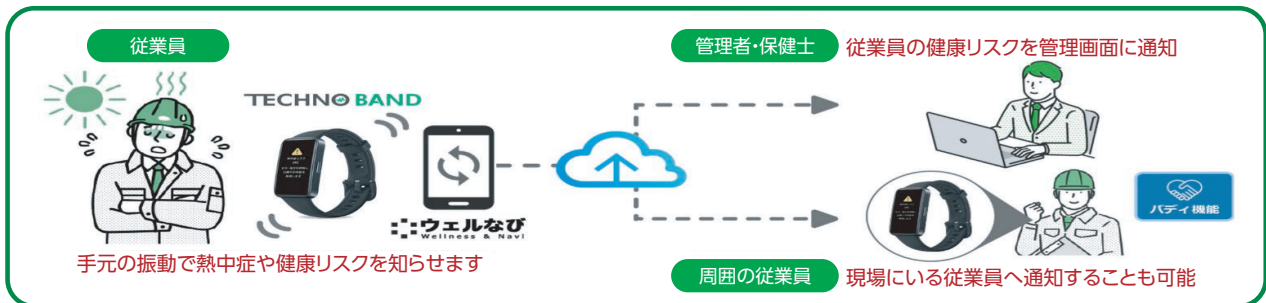 従業員
管理者・保健士
従業員の健康リスクを管理画面に通知
TECHNO BAND
ウェルなび
Wellness & Navi
バディ機能
手元の振動で熱中症や健康リスクを知らせます
周囲の従業員
現場にいる従業員へ通知することも可能